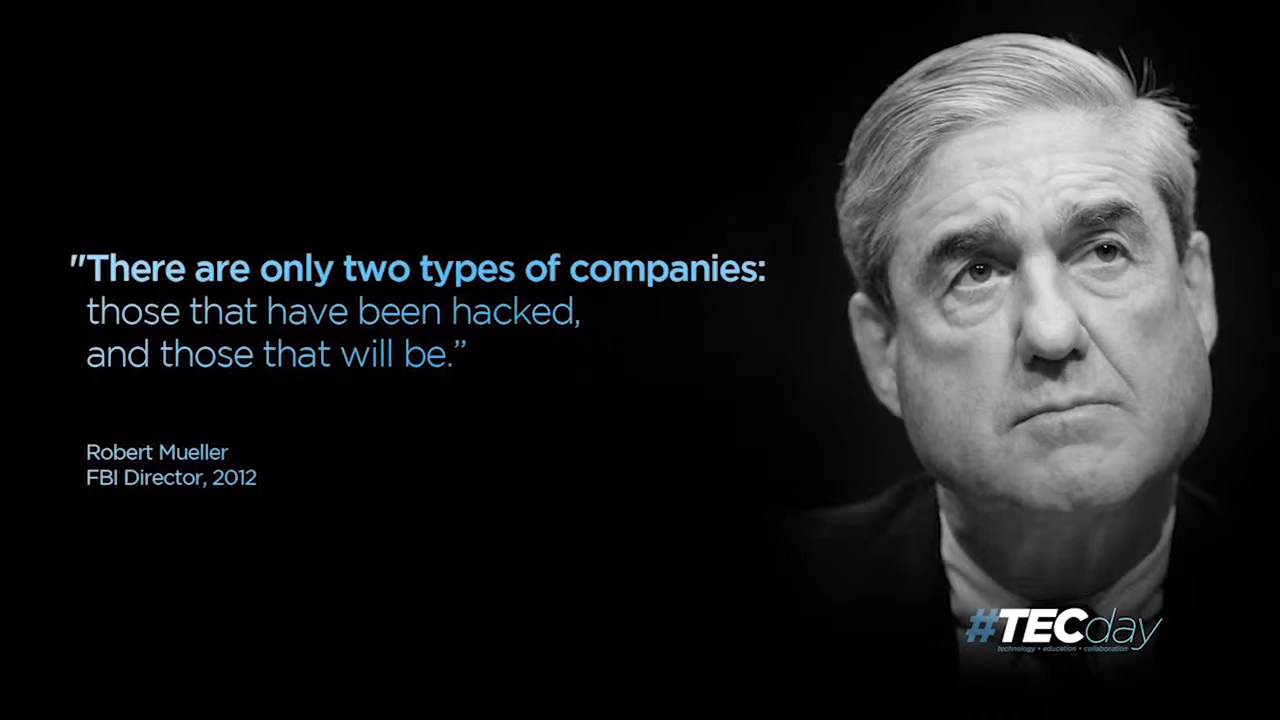 "There are only two types of companies:
those that have been hacked,
and those that will be.”
Robert Mueller
FBI Director, 2012
#TECday
technology • education • collaboration